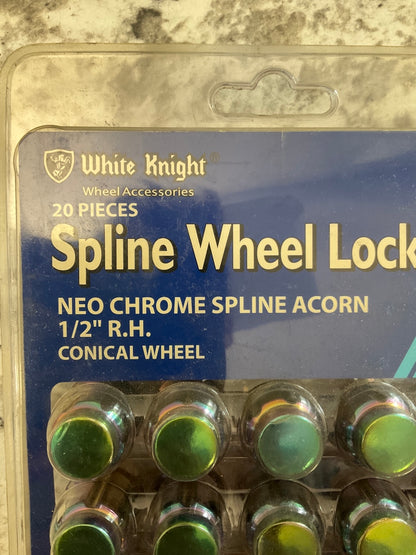 White Knight®
Wheel Accessories
20 PIECES
Spline Wheel Lock
NEO CHROME SPLINE ACORN
1/2" R.H.
CONICAL WHEEL